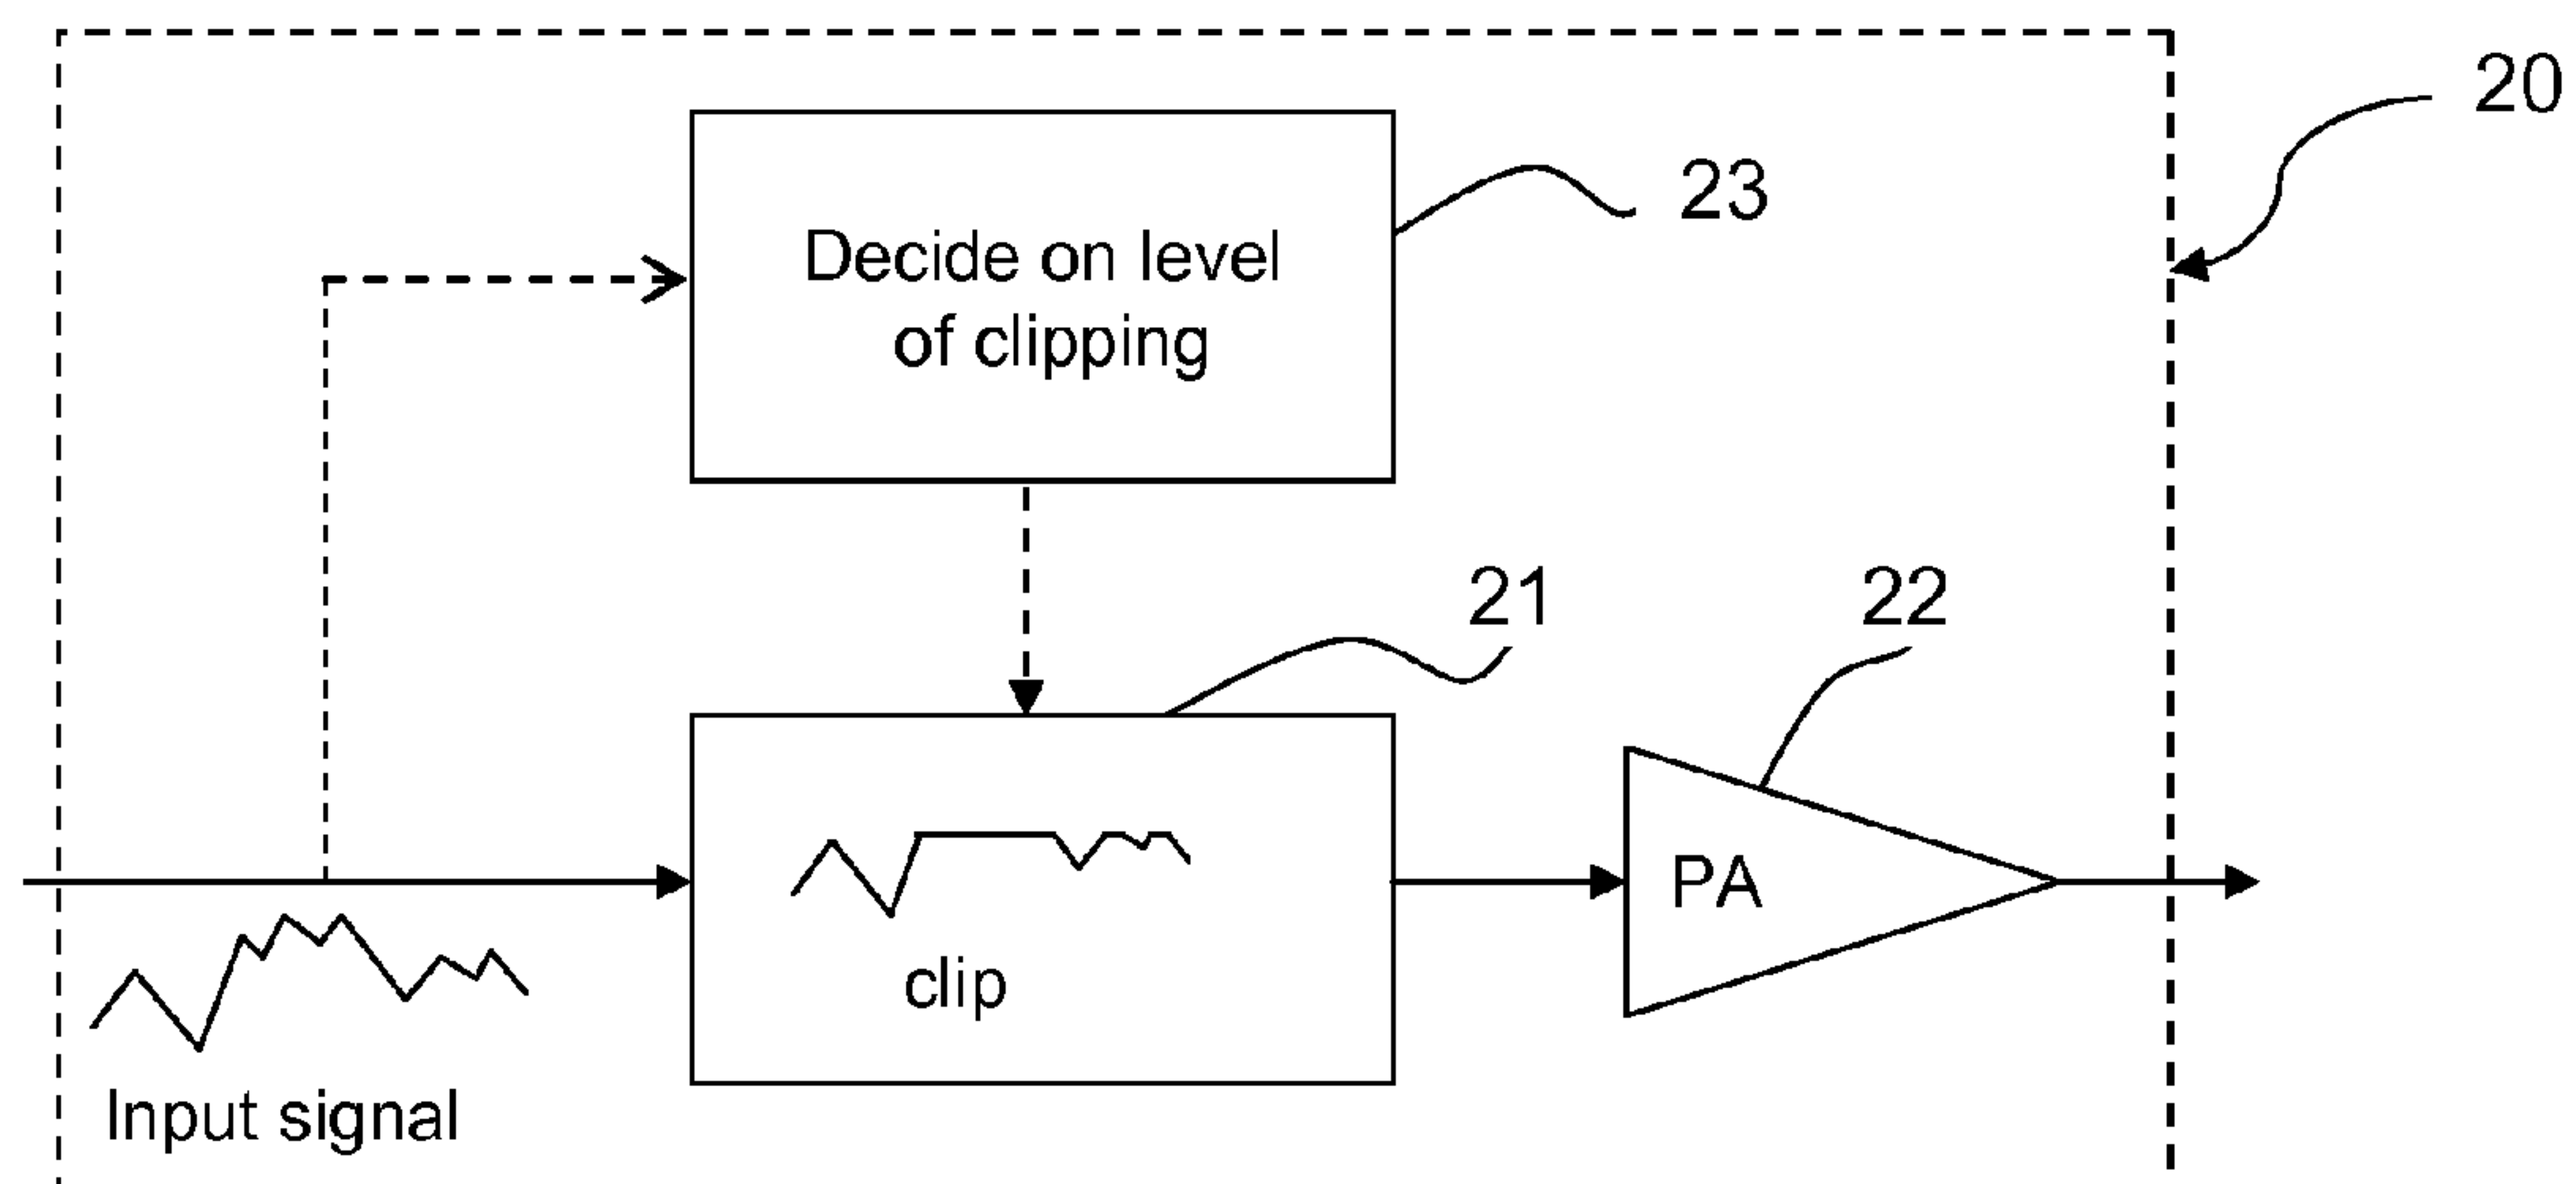 20
23
Decide on level
of clipping
21
22
PA
clip
Input signal